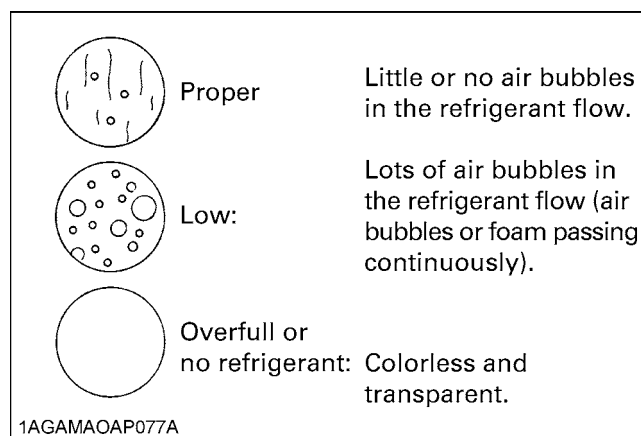 Proper
Little or no air bubbles
in the refrigerant flow.
Low:
Lots of air bubbles in
the refrigerant flow (air
bubbles or foam passing
continuously).
Overfull or
no refrigerant:
Colorless and
transparent.
1AGAMAOAP077A